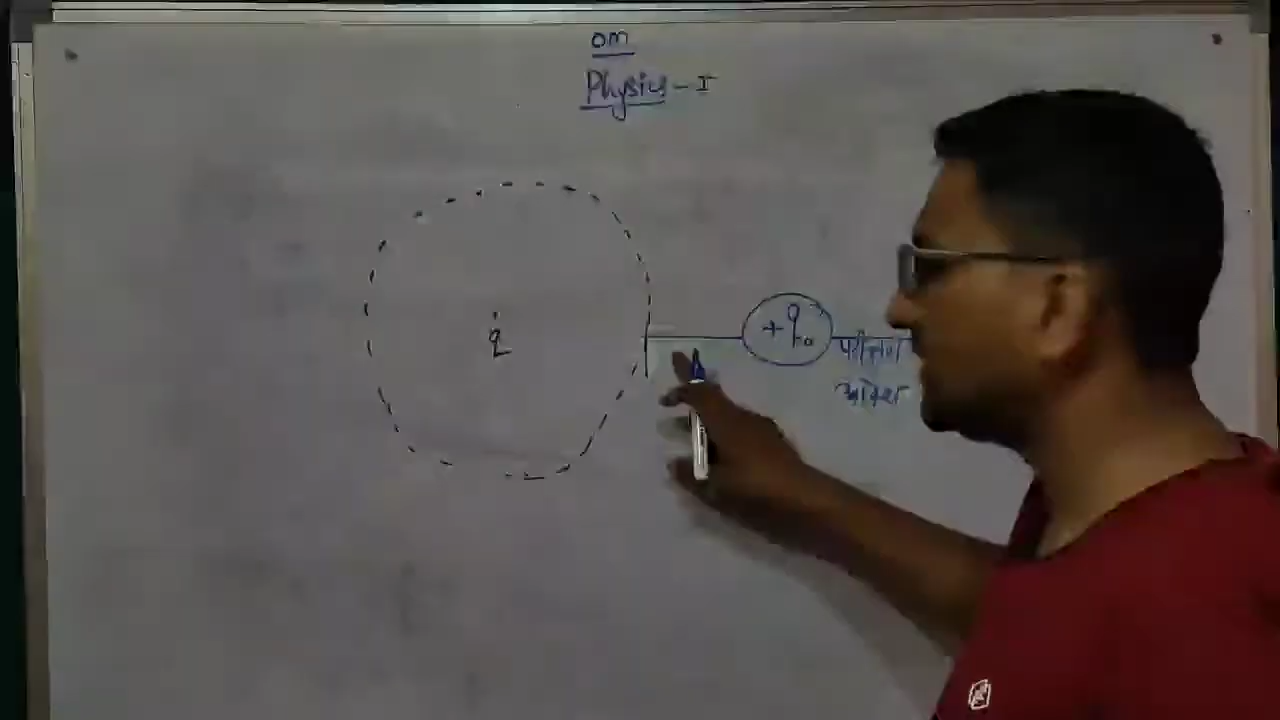 om
Physics - I
q
+q₀
परीक्षण
आवेश